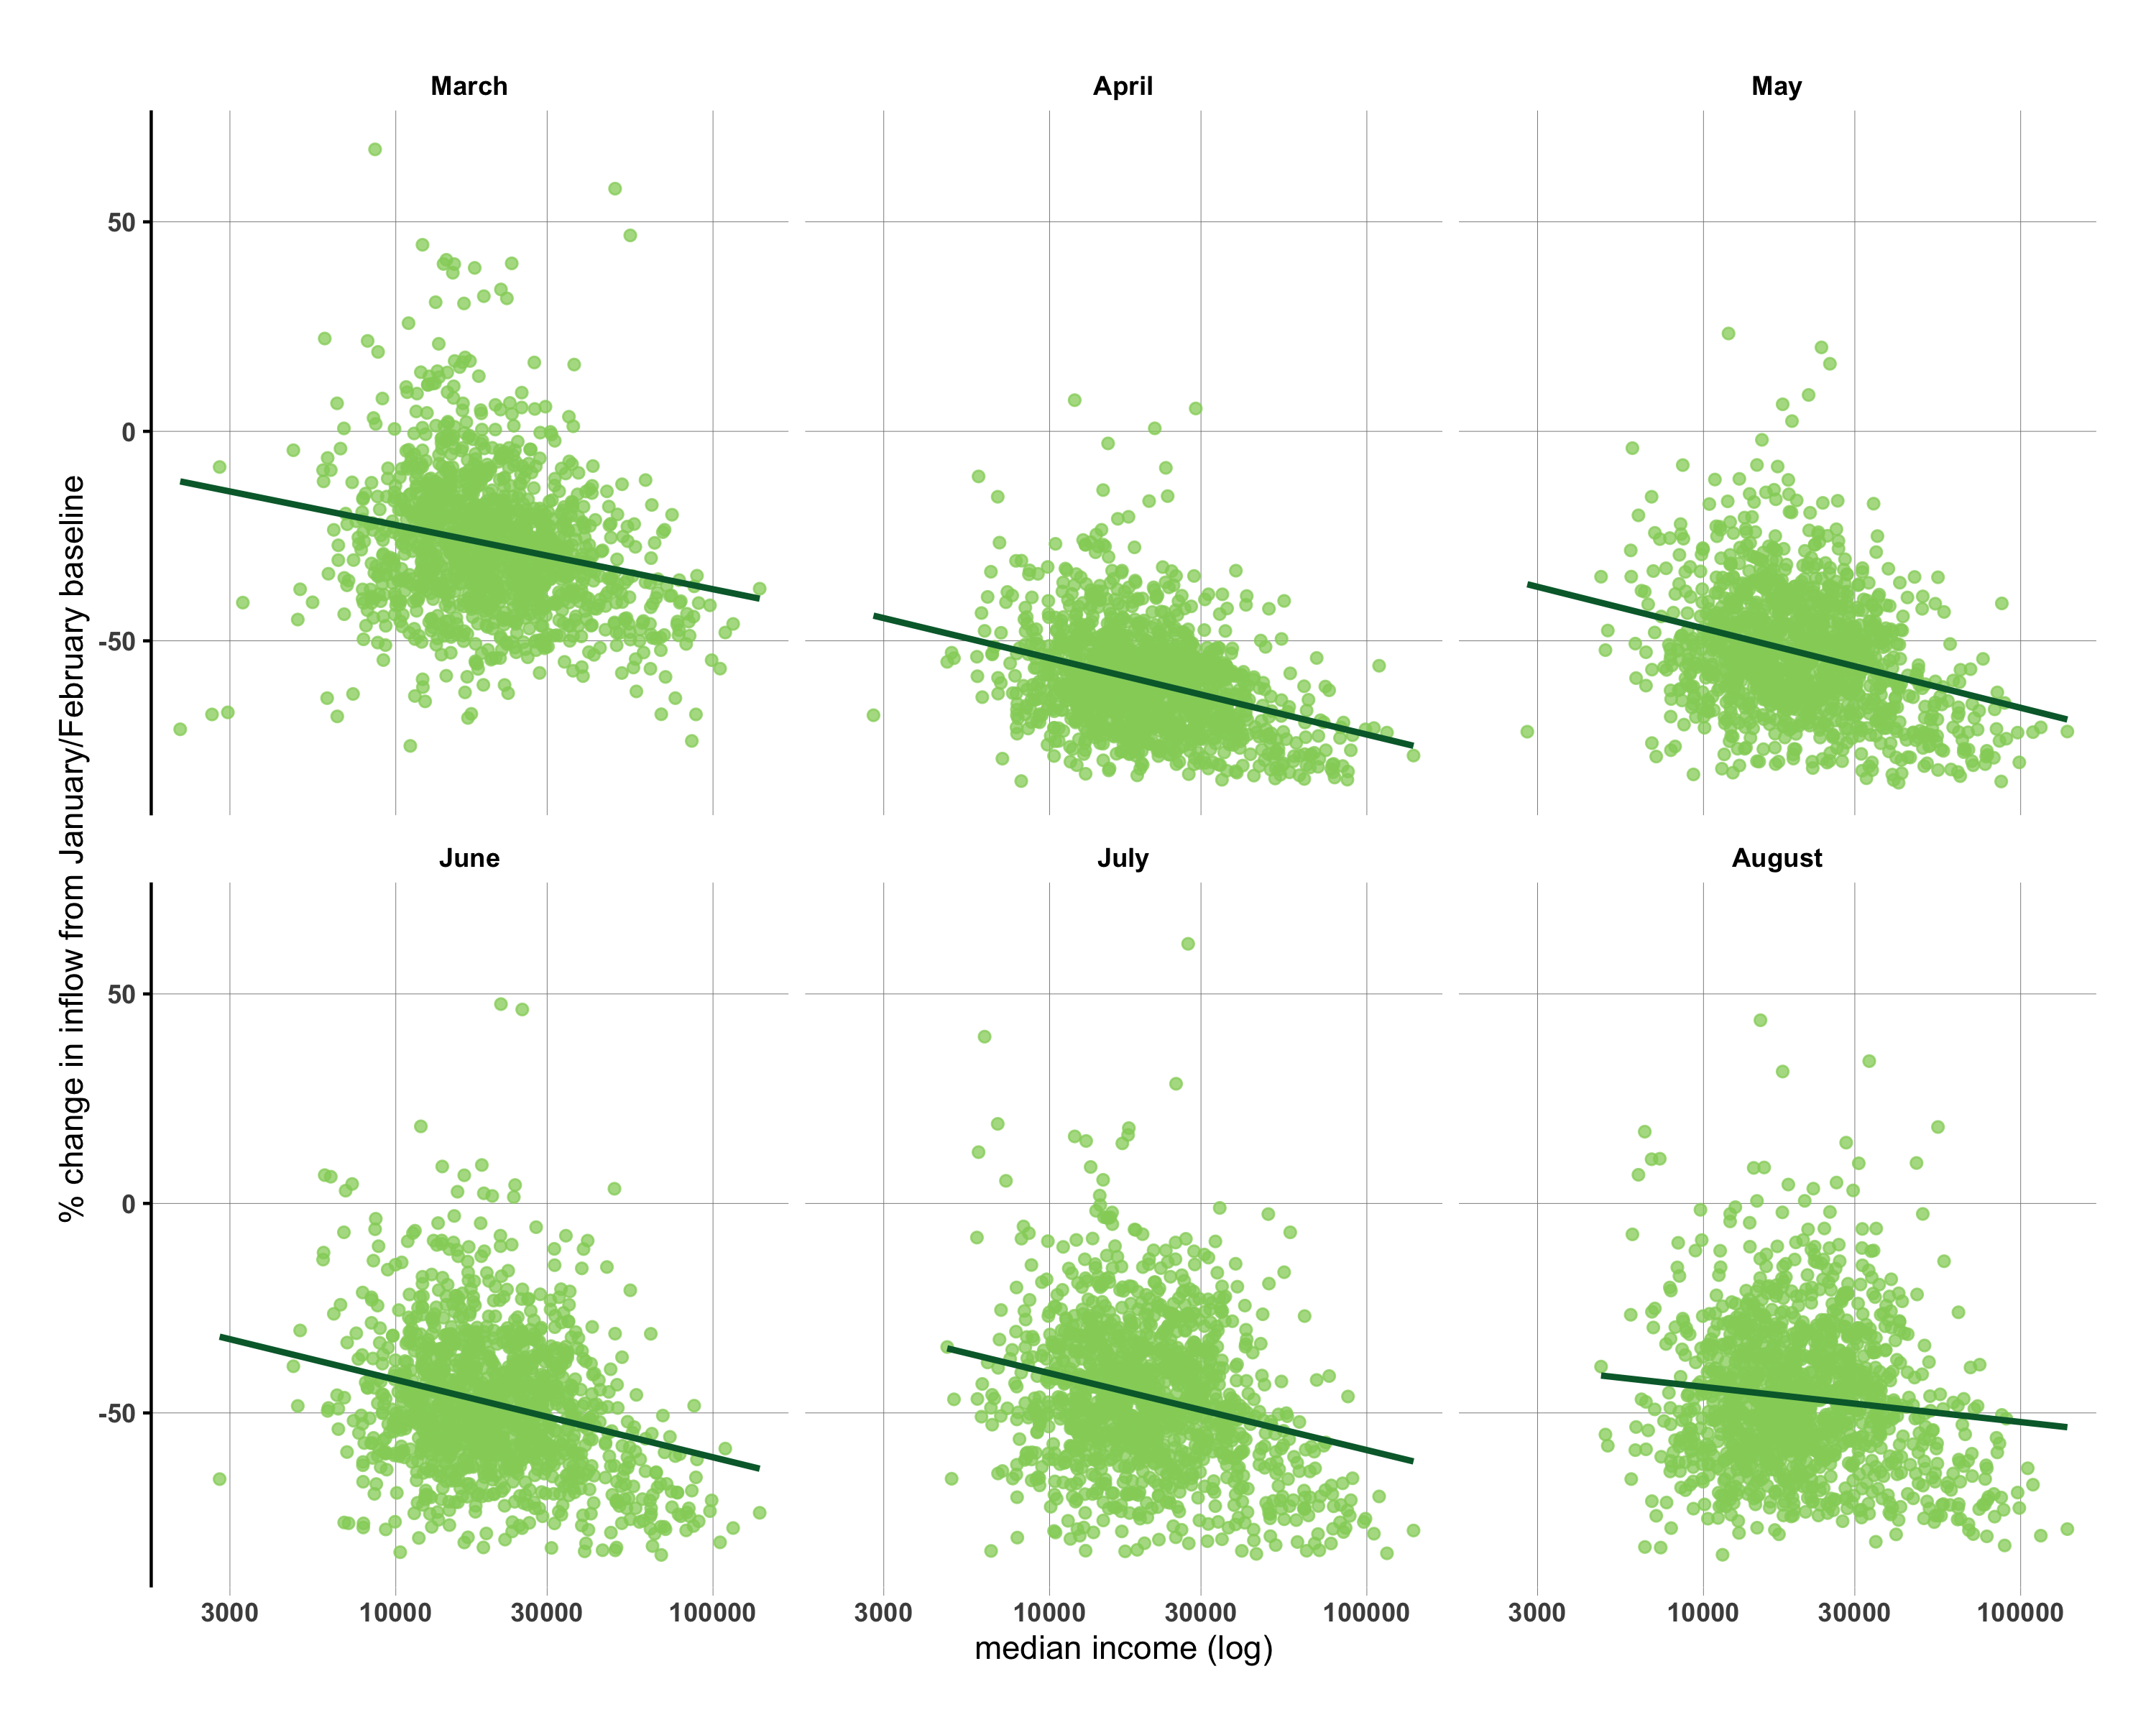 March April May
% change in inflow from January/February baseline
50
0
-50
June July August
50
0
-50
3000 10000 30000 100000 3000 10000 30000 100000 3000 10000 30000 100000
median income (log)